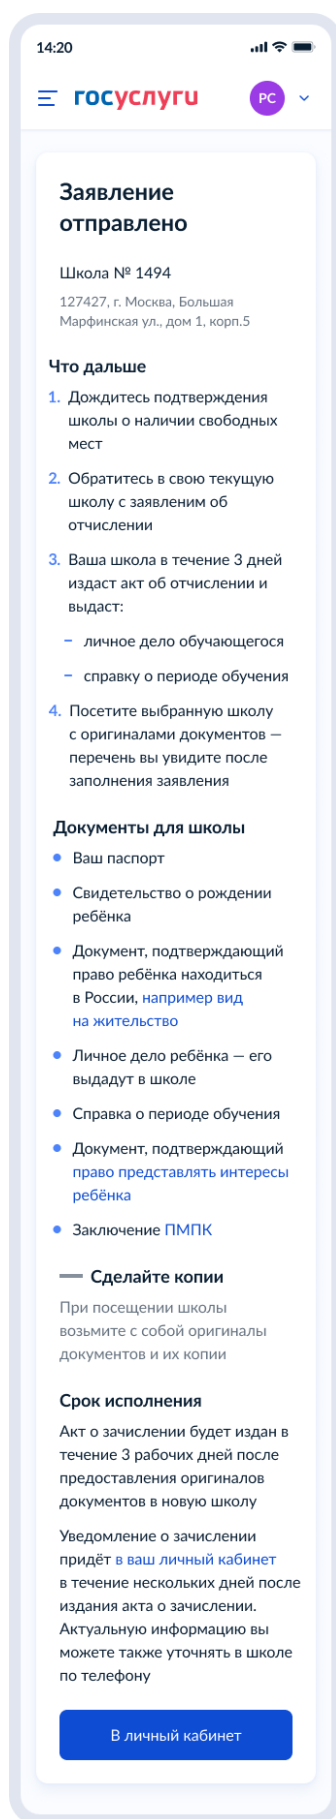 14:20
госуслуги
РС
Заявление
отправлено
Школа № 1494
127427, г. Москва, Большая
Марфинская ул., дом 1, корп.5
Что дальше
1. Дождитесь подтверждения
школы о наличии свободных
мест
2. Обратитесь в свою текущую
школу с заявленим об
отчислении
3. Ваша школа в течение 3 дней
издаст акт об отчислении и
выдаст:
– личное дело обучающегося
– справку о периоде обучения
4. Посетите выбранную школу
с оригиналами документов —
перечень вы увидите после
заполнения заявления
Документы для школы
• Ваш паспорт
• Свидетельство о рождении
ребёнка
• Документ, подтверждающий
право ребёнка находиться
в России, например вид
на жительство
• Личное дело ребёнка — его
выдадут в школе
• Справка о периоде обучения
• Документ, подтверждающий
право представлять интересы
ребёнка
• Заключение ПМПК
— Сделайте копии
При посещении школы
возьмите с собой оригиналы
документов и их копии
Срок исполнения
Акт о зачислении будет издан в
течение 3 рабочих дней после
предоставления оригиналов
документов в новую школу
Уведомление о зачислении
придёт в ваш личный кабинет
в течение нескольких дней после
издания акта о зачислении.
Актуальную информацию вы
можете также уточнять в школе
по телефону
В личный кабинет